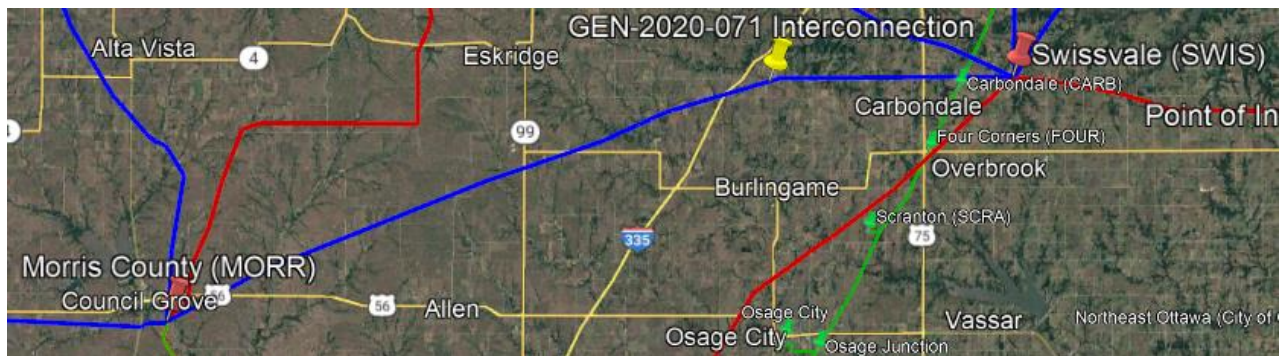 GEN-2020-071 Interconnection
Alta Vista
4
Eskridge
Swissvale (SWIS)
Carbondale (CARB)
Carbondale
Point of In
4
99
Four Corners (FOUR)
Overbrook
Burlingame
Scranton (SCRA)
75
335
Morris County (MORR)
Council Grove
56
56
Allen
Osage City
Vassar
Northeast Ottawa (City of
Osage City
Osage Junction